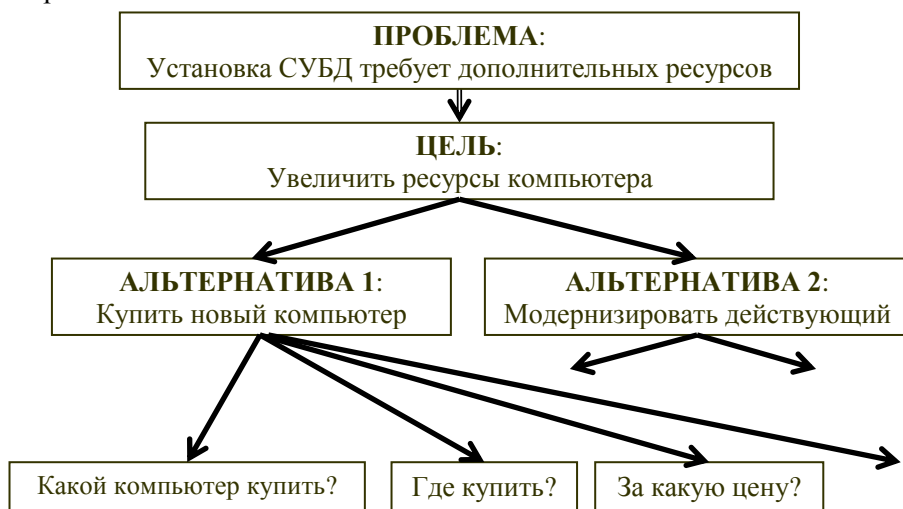 ПРОБЛЕМА:
Установка СУБД требует дополнительных ресурсов
ЦЕЛЬ:
Увеличить ресурсы компьютера
АЛЬТЕРНАТИВА 1:
Купить новый компьютер
АЛЬТЕРНАТИВА 2:
Модернизировать действующий
Какой компьютер купить?
Где купить?
За какую цену?